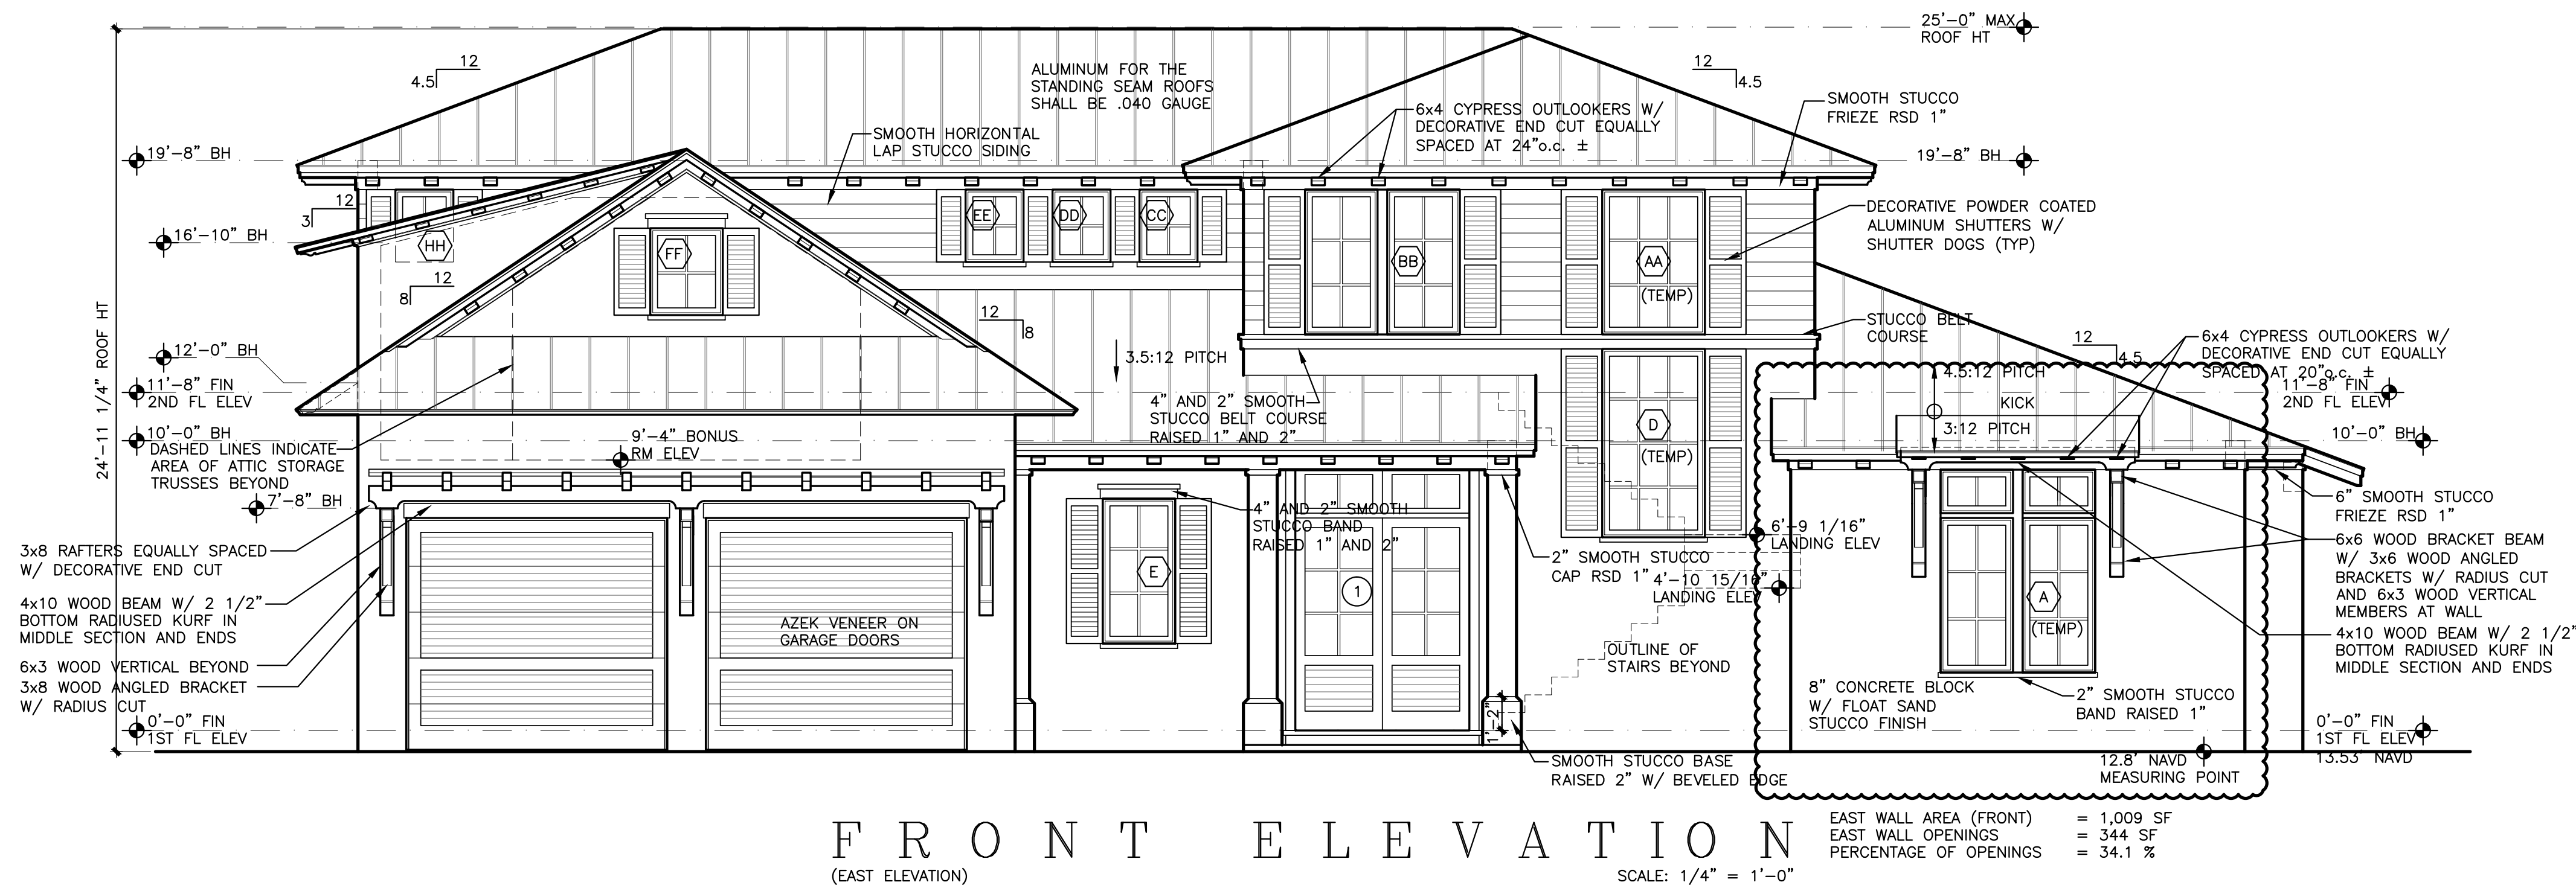 25'-0" MAX
ROOF HT
12
4.5
ALUMINUM FOR THE
STANDING SEAM ROOFS
SHALL BE .040 GAUGE
12
4.5
6x4 CYPRESS OUTLOOKERS W/
DECORATIVE END CUT EQUALLY
SPACED AT 24"o.c. ±
SMOOTH STUCCO
FRIEZE RSD 1"
SMOOTH HORIZONTAL
LAP STUCCO SIDING
19'-8" BH
19'-8" BH
12
3
16'-10" BH
HH
FF
EE
DD
CC
BB
AA
(TEMP)
DECORATIVE POWDER COATED
ALUMINUM SHUTTERS W/
SHUTTER DOGS (TYP)
12
8
12
8
24'-11 1/4" ROOF HT
12'-0" BH
11'-8" FIN
2ND FL ELEV
10'-0" BH
DASHED LINES INDICATE
AREA OF ATTIC STORAGE
TRUSSES BEYOND
9'-4" BONUS
RM ELEV
7'-8" BH
3.5:12 PITCH
4" AND 2" SMOOTH
STUCCO BELT COURSE
RAISED 1" AND 2"
STUCCO BELT
COURSE
12
4.5
6x4 CYPRESS OUTLOOKERS W/
DECORATIVE END CUT EQUALLY
SPACED AT 20"o.c. ±
4.5:12 PITCH
KICK
3:12 PITCH
11'-8" FIN
2ND FL ELEV
10'-0" BH
D
(TEMP)
4" AND 2" SMOOTH
STUCCO BAND
RAISED 1" AND 2"
E
1
2" SMOOTH STUCCO
CAP RSD 1"
6'-9 1/16"
LANDING ELEV
4'-10 15/16"
LANDING ELEV
OUTLINE OF
STAIRS BEYOND
3x8 RAFTERS EQUALLY SPACED
W/ DECORATIVE END CUT
4x10 WOOD BEAM W/ 2 1/2"
BOTTOM RADIUSED KURF IN
MIDDLE SECTION AND ENDS
6x3 WOOD VERTICAL BEYOND
3x8 WOOD ANGLED BRACKET
W/ RADIUS CUT
0'-0" FIN
1ST FL ELEV
AZEK VENEER ON
GARAGE DOORS
1'-2"
SMOOTH STUCCO BASE
RAISED 2" W/ BEVELED EDGE
A
(TEMP)
8" CONCRETE BLOCK
W/ FLOAT SAND
STUCCO FINISH
2" SMOOTH STUCCO
BAND RAISED 1"
6" SMOOTH STUCCO
FRIEZE RSD 1"
6x6 WOOD BRACKET BEAM
W/ 3x6 WOOD ANGLED
BRACKETS W/ RADIUS CUT
AND 6x3 WOOD VERTICAL
MEMBERS AT WALL
4x10 WOOD BEAM W/ 2 1/2"
BOTTOM RADIUSED KURF IN
MIDDLE SECTION AND ENDS
0'-0" FIN
1ST FL ELEV
13.53' NAVD
12.8' NAVD
MEASURING POINT
FRONT ELEVATION
(EAST ELEVATION)
SCALE: 1/4" = 1'-0"
EAST WALL AREA (FRONT) = 1,009 SF
EAST WALL OPENINGS = 344 SF
PERCENTAGE OF OPENINGS = 34.1 %